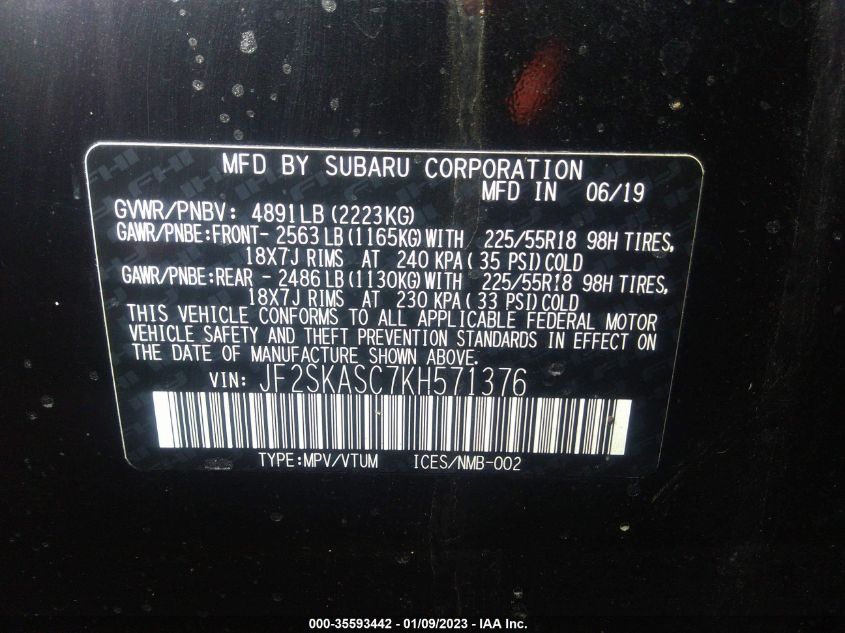 MFD BY SUBARU CORPORATION
MFD IN 06/19
GVWR/PNBV: 4891LB (2223KG)
GAWR/PNBE:FRONT- 2563 LB (1165KG) WITH 225/55R18 98H TIRES,
18X7J RIMS AT 240 KPA ( 35 PSI) COLD
GAWR/PNBE:REAR - 2486 LB (1130KG) WITH 225/55R18 98H TIRES,
18X7J RIMS AT 230 KPA ( 33 PSI) COLD
THIS VEHICLE CONFORMS TO ALL APPLICABLE FEDERAL MOTOR
VEHICLE SAFETY AND THEFT PREVENTION STANDARDS IN EFFECT ON
THE DATE OF MANUFACTURE SHOWN ABOVE.
VIN: JF2SKASC7KH571376
TYPE:MPV/VTUM ICES/NMB-002
000-35593442 - 01/09/2023 - IAA Inc.